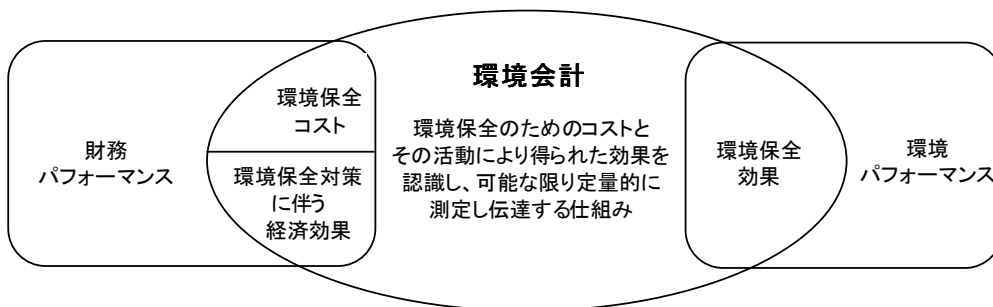 財務
パフォーマンス
環境保全
コスト
環境保全対策
に伴う
経済効果
環境会計
環境保全のためのコストと
その活動により得られた効果を
認識し、可能な限り定量的に
測定し伝達する仕組み
環境保全
効果
環境
パフォーマンス